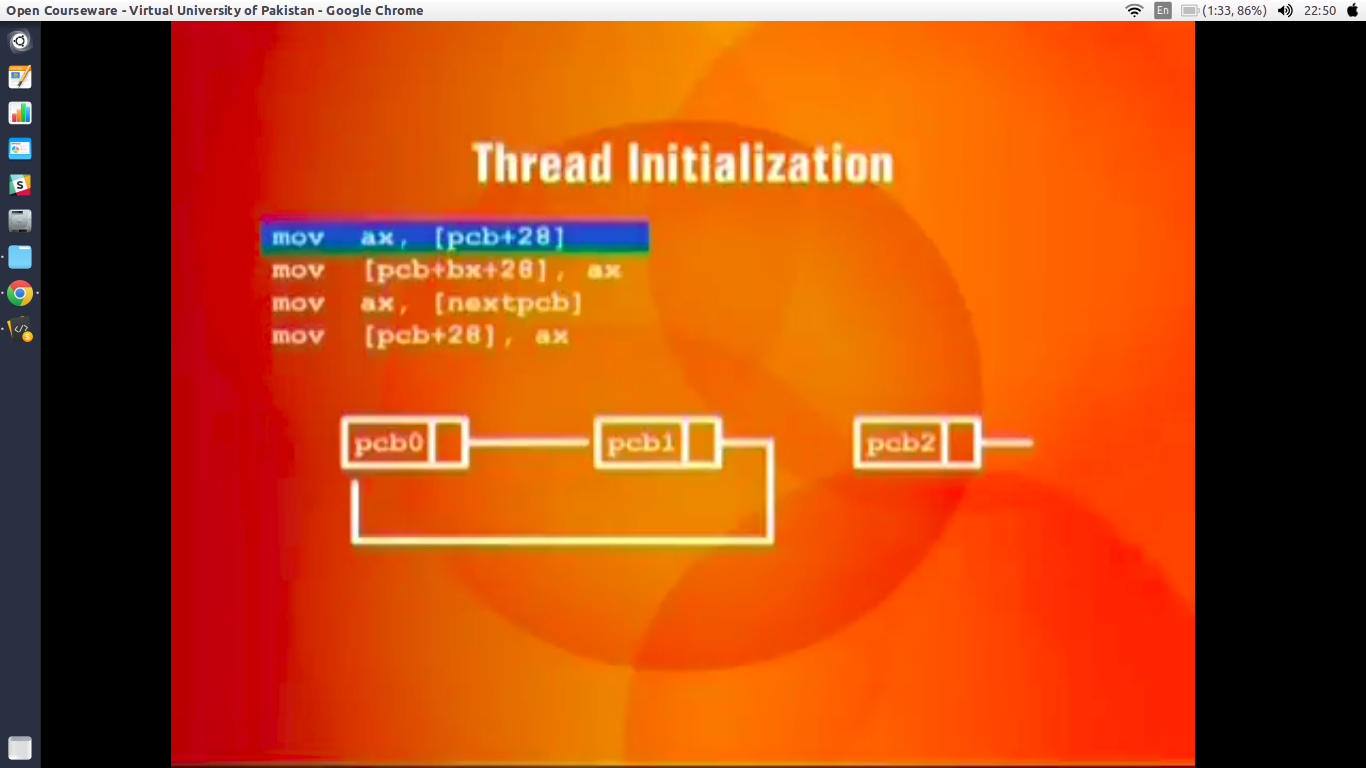 Open Courseware - Virtual University of Pakistan - Google Chrome
En (1:33, 86%) 22:50
Thread Initialization
mov ax, [pcb+28]
mov [pcb+bx+28], ax
mov ax, [nextpcb]
mov [pcb+28], ax
pcb0 pcb1 pcb2